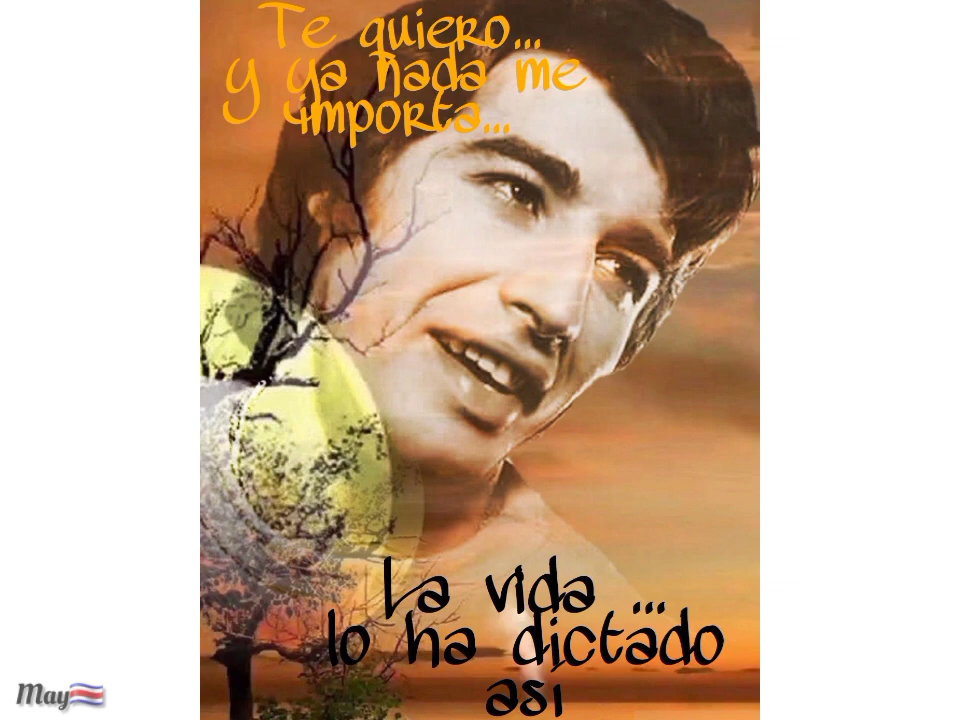 Te quiero...
y ya nada me
importa...
La vida ...
lo ha dictado
así
May